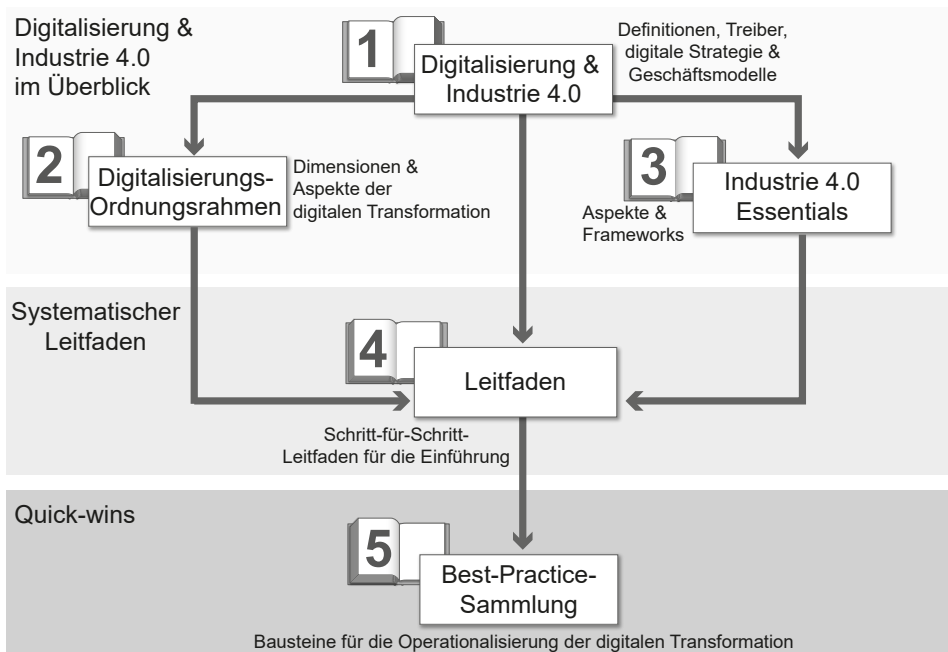 Digitalisierung &
Industrie 4.0
im Überblick
1
Digitalisierung &
Industrie 4.0
Definitionen, Treiber,
digitale Strategie &
Geschäftsmodelle
2
Digitalisierungs-
Ordnungsrahmen
Dimensionen &
Aspekte der
digitalen Transformation
3
Industrie 4.0
Essentials
Aspekte &
Frameworks
Systematischer
Leitfaden
4
Leitfaden
Schritt-für-Schritt-
Leitfaden für die Einführung
Quick-wins
5
Best-Practice-
Sammlung
Bausteine für die Operationalisierung der digitalen Transformation